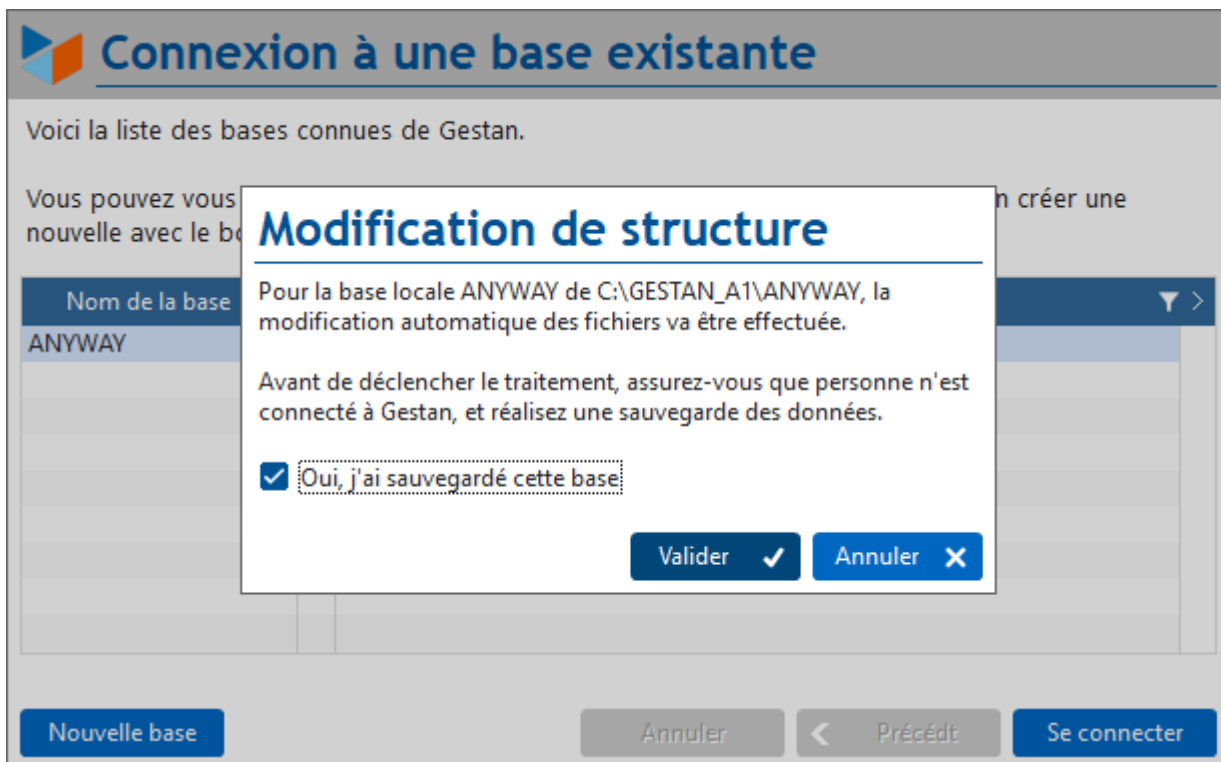 Connexion à une base existante
Voici la liste des bases connues de Gestan.
Vous pouvez vous
n créer une
nouvelle avec le bo
Modification de structure
Pour la base locale ANYWAY de C:\GESTAN_A1\ANYWAY, la
modification automatique des fichiers va être effectuée.
Avant de déclencher le traitement, assurez-vous que personne n'est
connecté à Gestan, et réalisez une sauvegarde des données.
Oui, j'ai sauvegardé cette base
Valider
Annuler
Nom de la base
ANYWAY
Nouvelle base
Annuler
Précédt
Se connecter